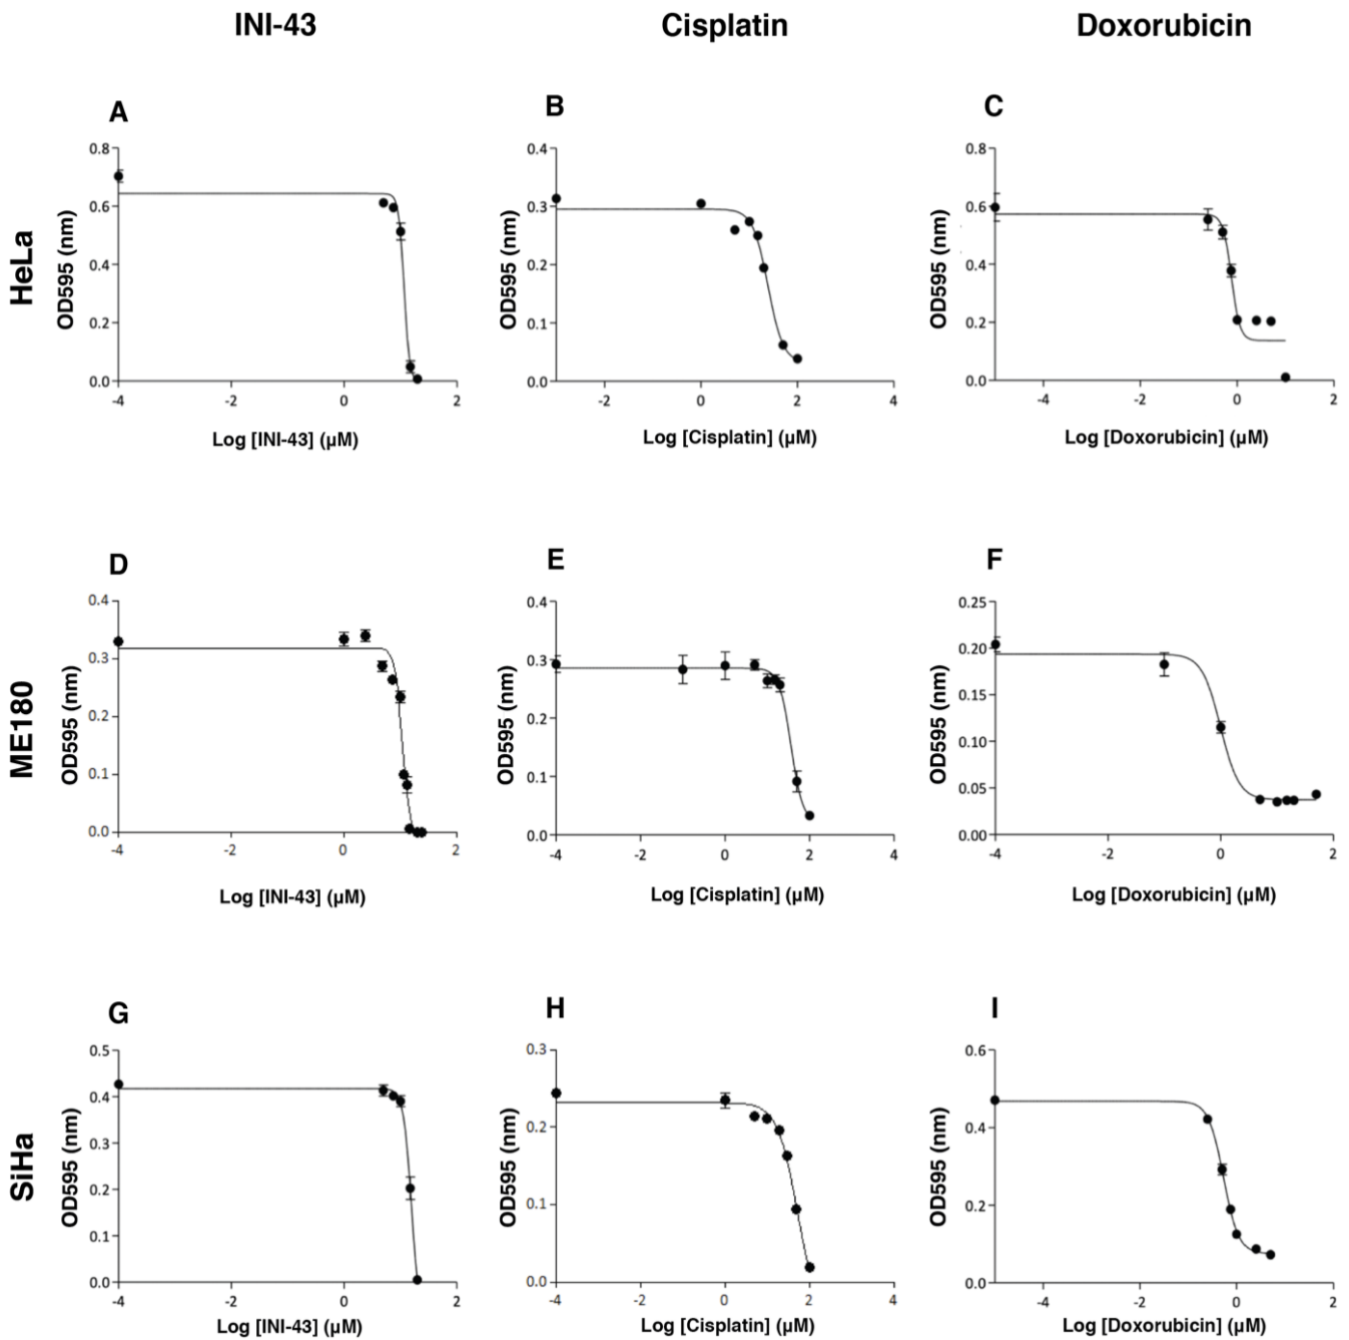 INI-43 Cisplatin Doxorubicin
HeLa
A
0.8
0.6
0.4
0.2
0.0
-4 -2 0 2
OD595 (nm)
Log [INI-43] (µM)
B
0.4
0.3
0.2
0.1
0.0
-2 0 2 4
OD595 (nm)
Log [Cisplatin] (µM)
C
0.8
0.6
0.4
0.2
0.0
-4 -2 0 2
OD595 (nm)
Log [Doxorubicin] (µM)
ME180
D
0.4
0.3
0.2
0.1
0.0
-4 -2 0 2
OD595 (nm)
Log [INI-43] (µM)
E
0.4
0.3
0.2
0.1
0.0
-4 -2 0 2 4
OD595 (nm)
Log [Cisplatin] (µM)
F
0.25
0.20
0.15
0.10
0.05
0.00
-4 -2 0 2
OD595 (nm)
Log [Doxorubicin] (µM)
SiHa
G
0.5
0.4
0.3
0.2
0.1
0.0
-4 -2 0 2
OD595 (nm)
Log [INI-43] (µM)
H
0.3
0.2
0.1
0.0
-4 -2 0 2 4
OD595 (nm)
Log [Cisplatin] (µM)
I
0.6
0.4
0.2
0.0
-4 -2 0 2
OD595 (nm)
Log [Doxorubicin] (µM)